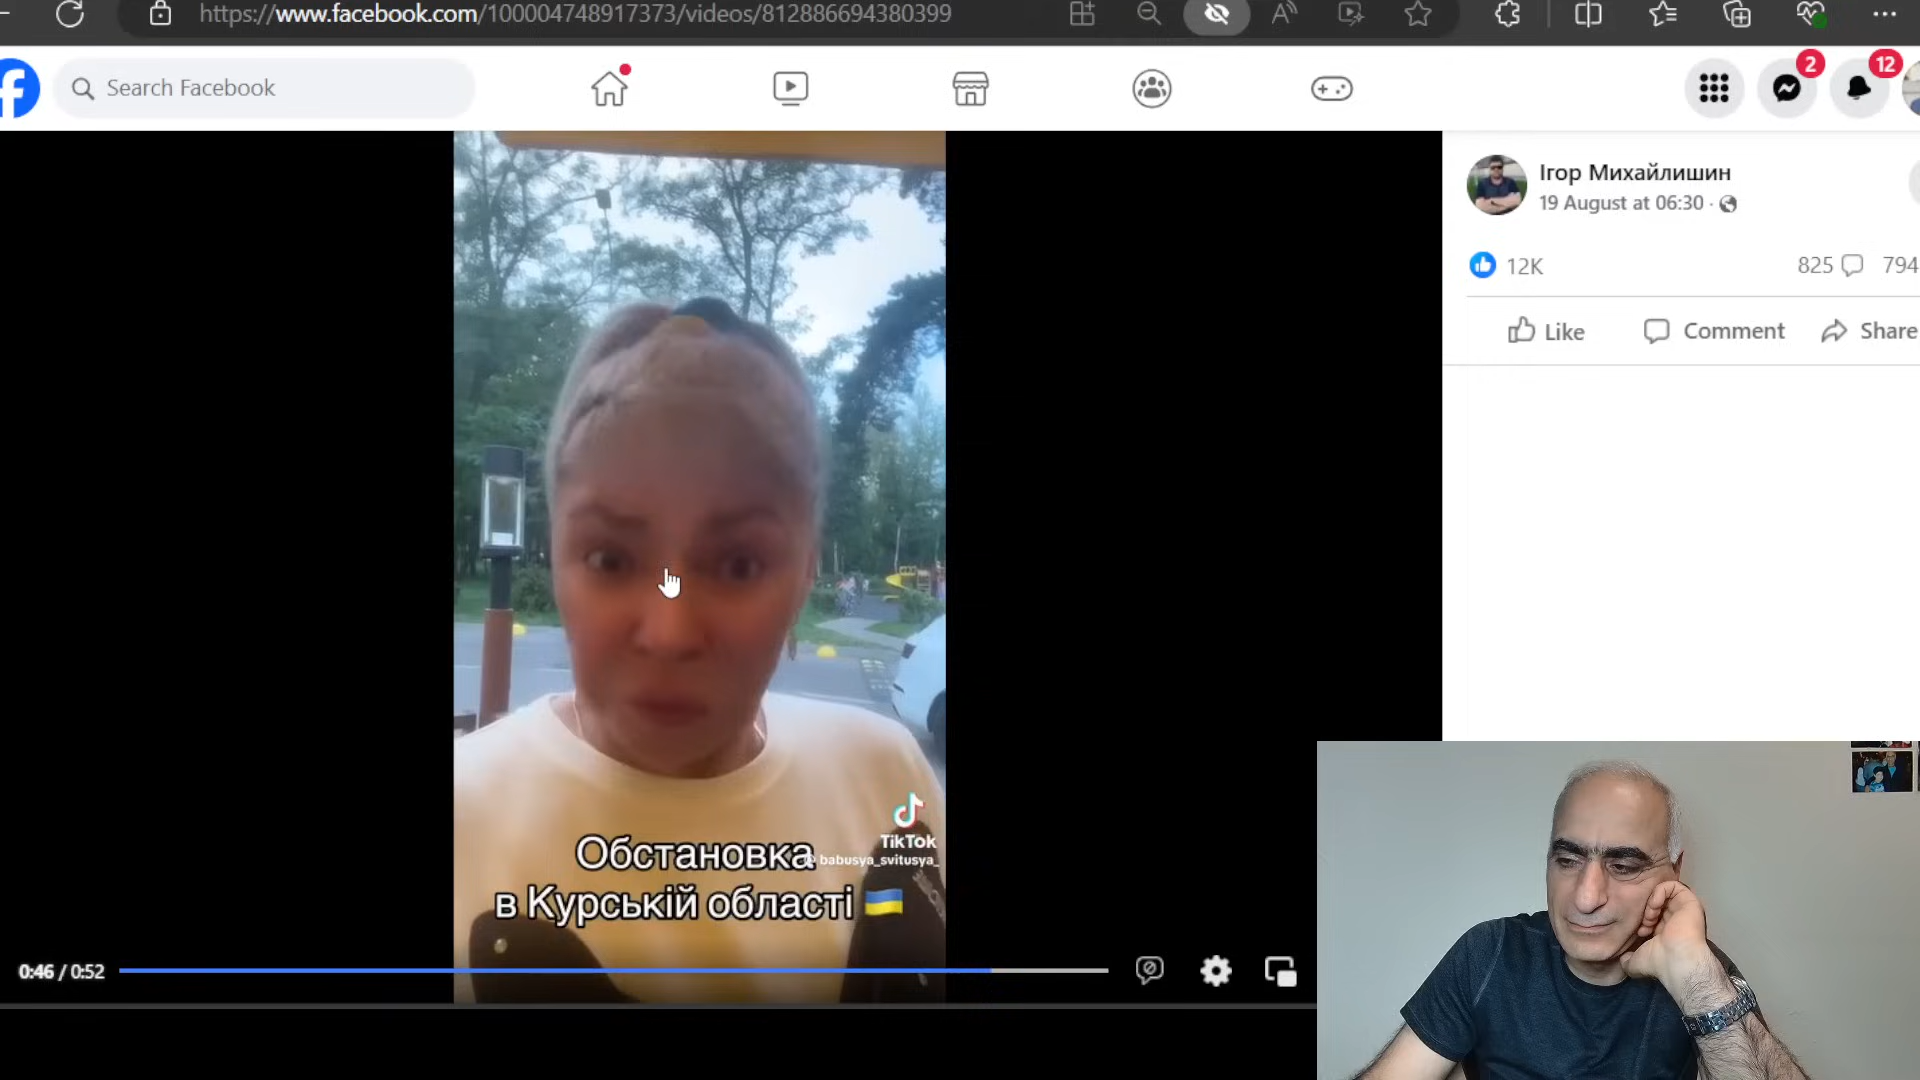 https://www.facebook.com/100004748917373/videos/812886694380399
Search Facebook
2
12
Ігор Михайлишин
19 August at 06:30
12K
825
794
Like
Comment
Share
TikTok
babusya_svitusya_
Обстановка
в Курській області
0:46 / 0:52